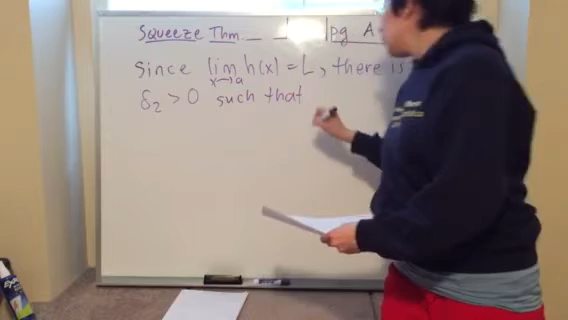 Squeeze Thm. pg A
Since lim h(x) = L, there is
x→a
δ₂ > 0 such that